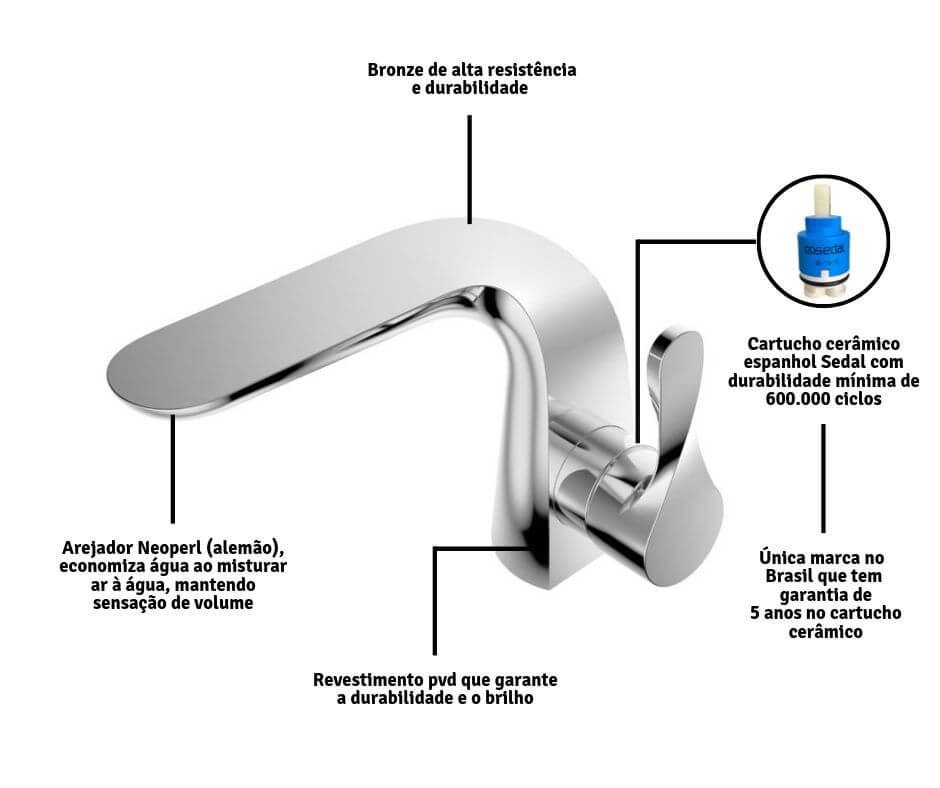 Bronze de alta resistência
e durabilidade
Cartucho cerâmico
espanhol Sedal com
durabilidade mínima de
600.000 ciclos
Arejador Neoperl (alemão),
economiza água ao misturar
ar à água, mantendo
sensação de volume
Única marca no
Brasil que tem
garantia de
5 anos no cartucho
cerâmico
Revestimento pvd que garante
a durabilidade e o brilho